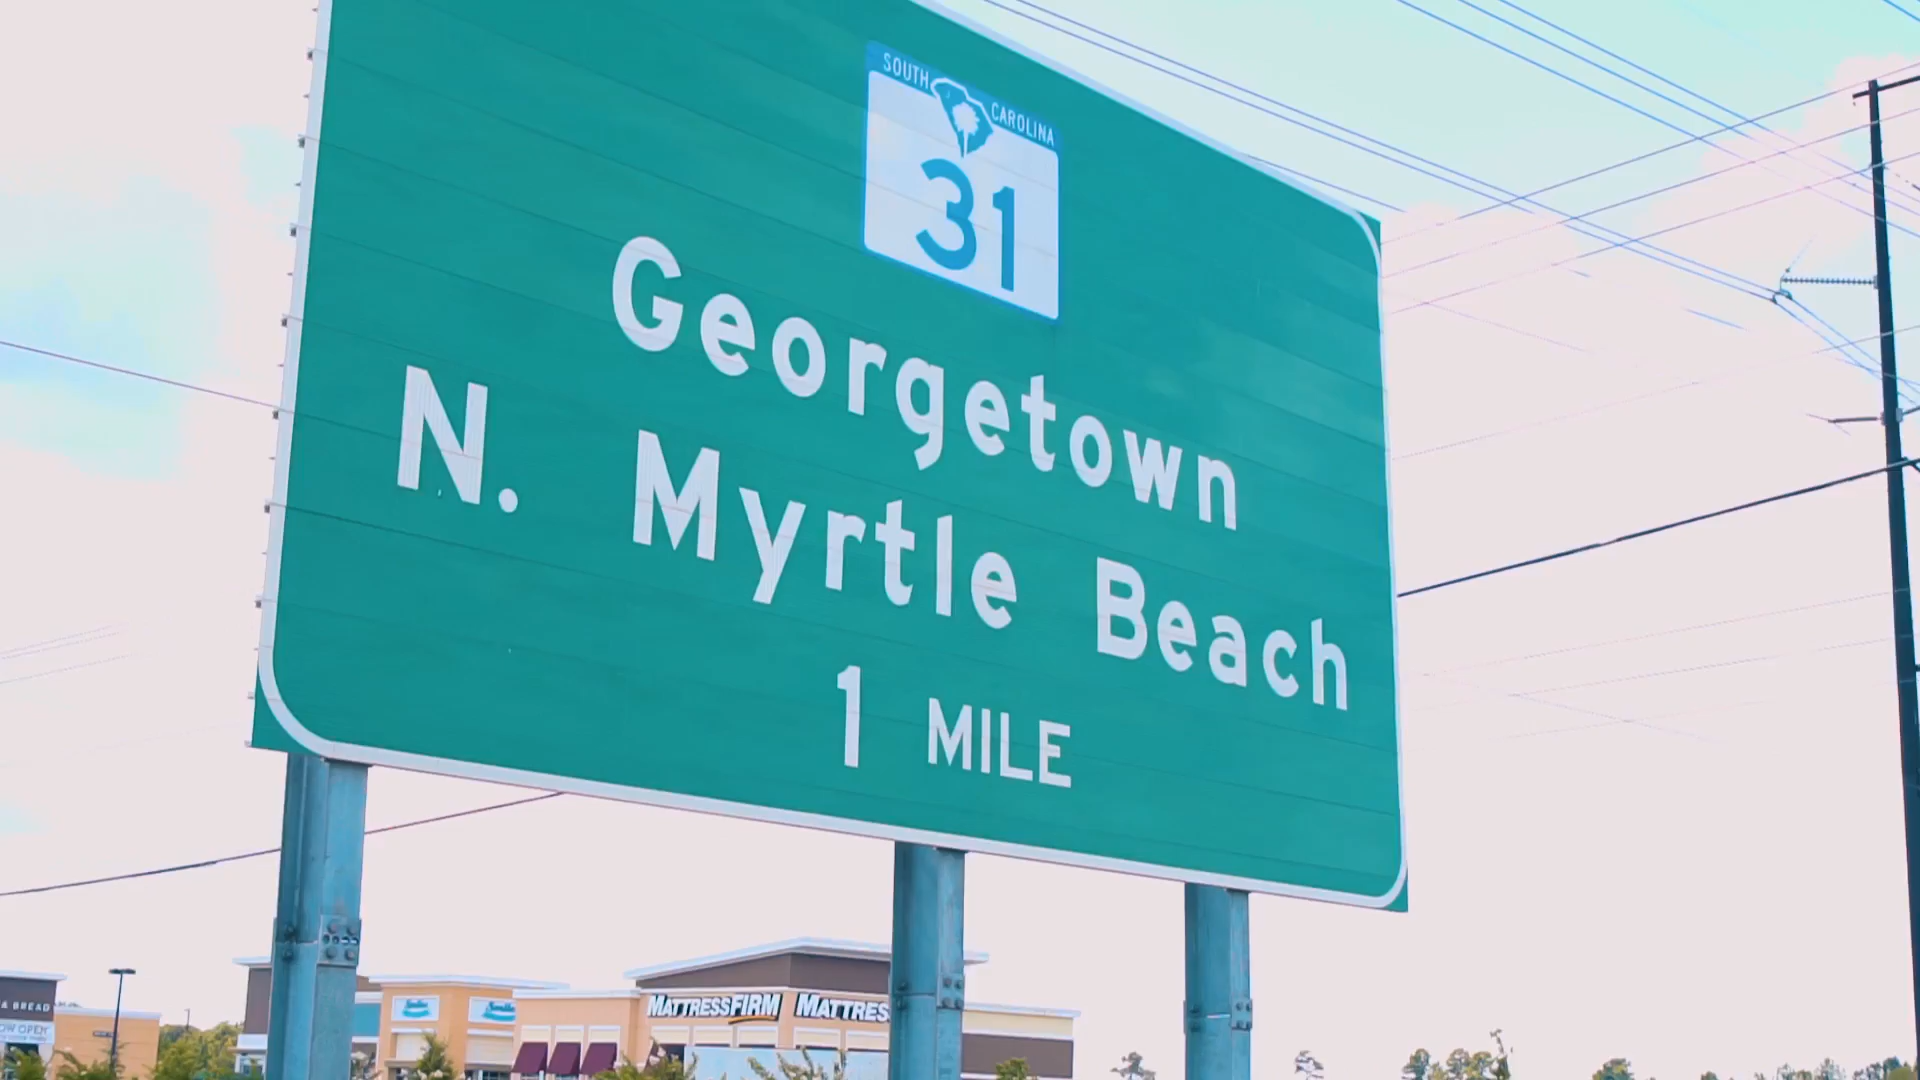 SOUTH CAROLINA
31
Georgetown
N. Myrtle Beach
1 MILE
MATTRESSFIRM MATTRES
& BREAD
OW OPEN